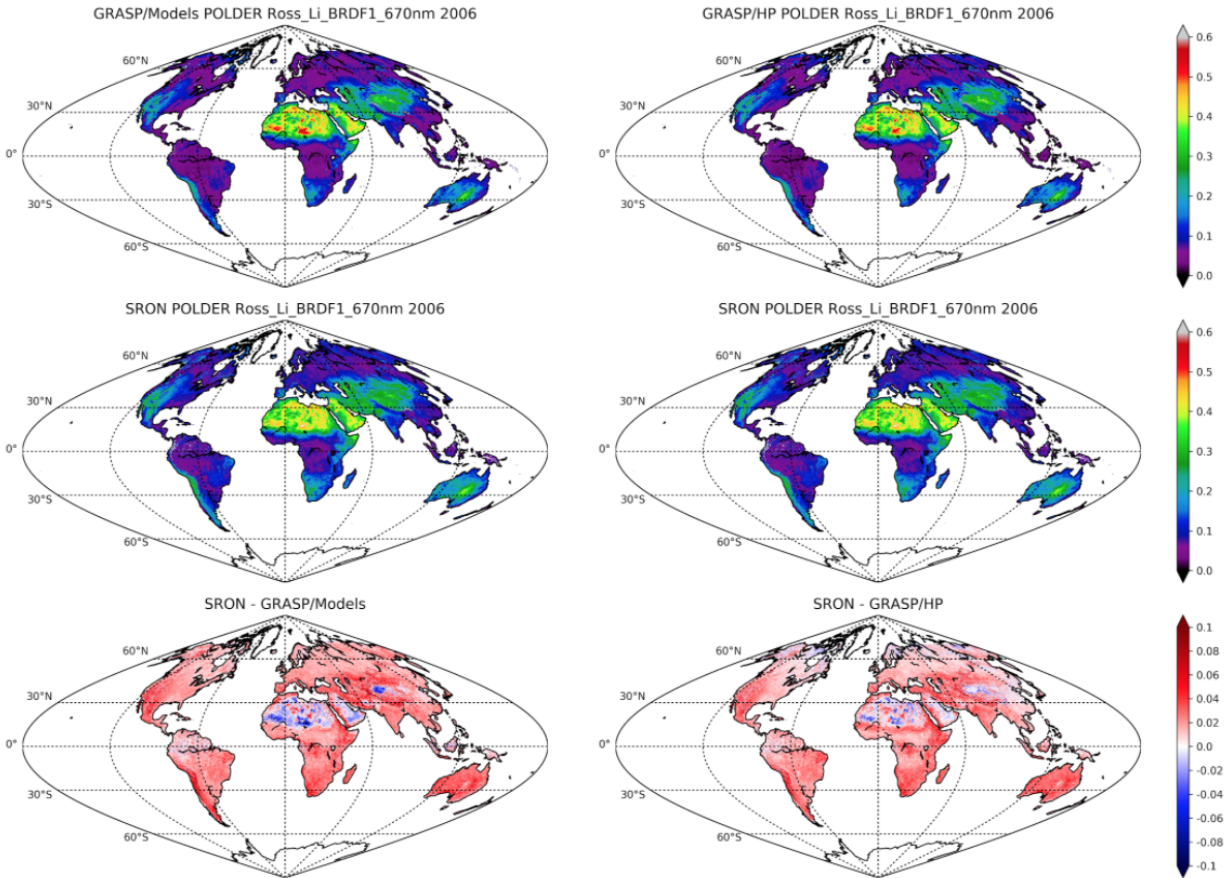 GRASP/Models POLDER Ross_Li_BRDF1_670nm 2006
60°N
30°N
0°
30°S
60°S
GRASP/HP POLDER Ross_Li_BRDF1_670nm 2006
60°N
30°N
0°
30°S
60°S
0.6
0.5
0.4
0.3
0.2
0.1
0.0
SRON POLDER Ross_Li_BRDF1_670nm 2006
60°N
30°N
0°
30°S
60°S
SRON POLDER Ross_Li_BRDF1_670nm 2006
60°N
30°N
0°
30°S
60°S
0.6
0.5
0.4
0.3
0.2
0.1
0.0
SRON - GRASP/Models
60°N
30°N
0°
30°S
60°S
SRON - GRASP/HP
60°N
30°N
0°
30°S
60°S
0.1
0.08
0.06
0.04
0.02
0.0
-0.02
-0.04
-0.06
-0.08
-0.1